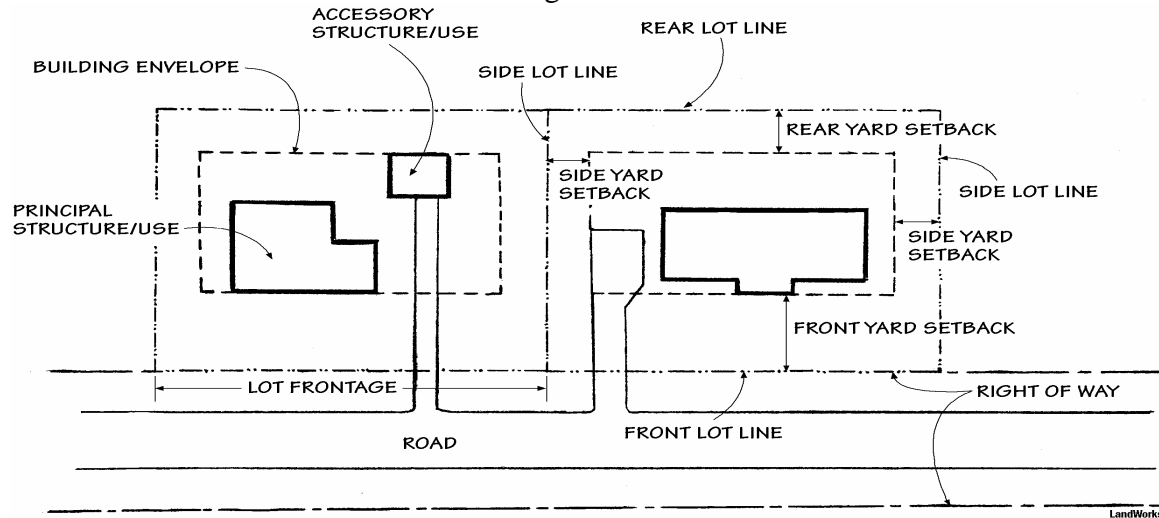 ACCESSORY
STRUCTURE/USE
REAR LOT LINE
BUILDING ENVELOPE
SIDE LOT LINE
REAR YARD SETBACK
SIDE YARD
SETBACK
SIDE LOT LINE
PRINCIPAL
STRUCTURE/USE
SIDE YARD
SETBACK
FRONT YARD SETBACK
LOT FRONTAGE
RIGHT OF WAY
FRONT LOT LINE
ROAD